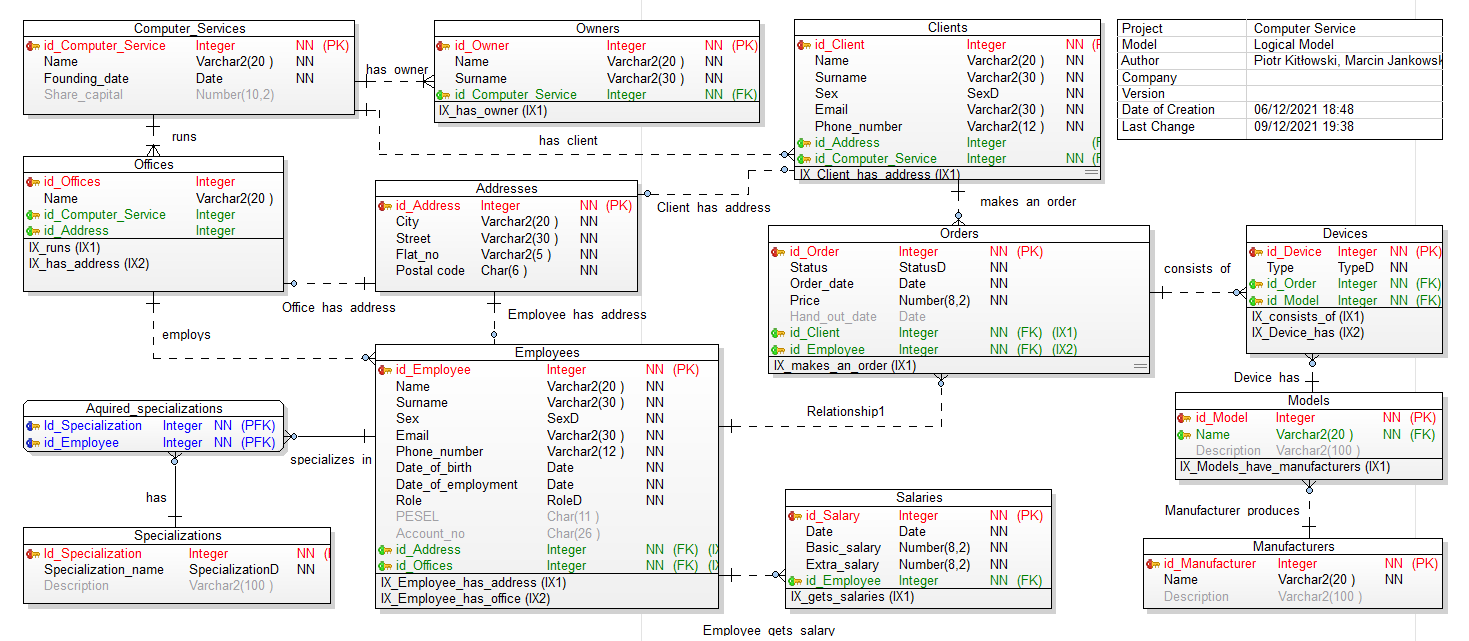 Computer_Services
id_Computer_Service Integer NN (PK)
Name Varchar2(20 ) NN
Founding_date Date NN
Share_capital Number(10,2)
has owner
Owners
id_Owner Integer NN (PK)
Name Varchar2(20 ) NN
Surname Varchar2(30 ) NN
id_Computer Service Integer NN (FK)
IX_has_owner (IX1)
has client
Clients
id_Client Integer NN (P
Name Varchar2(20 ) NN
Surname Varchar2(30 ) NN
Sex SexD NN
Email Varchar2(30 ) NN
Phone_number Varchar2(12 ) NN
id_Address Integer (F
id_Computer_Service Integer NN (F
IX_Client_has_address (IX1)
Project Computer Service
Model Logical Model
Author Piotr Kitłowski, Marcin Jankowsk
Company
Version
Date of Creation 06/12/2021 18:48
Last Change 09/12/2021 19:38
runs
Offices
id_Offices Integer
Name Varchar2(20 )
id_Computer_Service Integer
id_Address Integer
IX_runs (IX1)
IX_has_address (IX2)
Addresses
id_Address Integer NN (PK)
City Varchar2(20 ) NN
Street Varchar2(30 ) NN
Flat_no Varchar2(5 ) NN
Postal code Char(6 ) NN
Client has address
makes an order
Office has address
Employee has address
employs
Orders
id_Order Integer NN (PK)
Status StatusD NN
Order_date Date NN
Price Number(8,2) NN
Hand_out_date Date
id_Client Integer NN (FK) (IX1)
id_Employee Integer NN (FK) (IX2)
IX_makes_an_order (IX1)
consists of
Devices
id_Device Integer NN (PK)
Type TypeD NN
id_Order Integer NN (FK)
id_Model Integer NN (FK)
IX_consists_of (IX1)
IX_Device_has (IX2)
Device has
Employees
id_Employee Integer NN (PK)
Name Varchar2(20 ) NN
Surname Varchar2(30 ) NN
Sex SexD NN
Email Varchar2(30 ) NN
Phone_number Varchar2(12 ) NN
Date_of_birth Date NN
Date_of_employment Date NN
Role RoleD NN
PESEL Char(11 )
Account_no Char(26 )
id_Address Integer NN (FK) (IX
id_Offices Integer NN (FK) (IX
IX_Employee_has_address (IX1)
IX_Employee_has_office (IX2)
Relationship1
Aquired_specializations
Id_Specialization Integer NN (PFK)
id_Employee Integer NN (PFK)
specializes in
has
Specializations
Id_Specialization Integer NN (
Specialization_name SpecializationD NN
Description Varchar2(100 )
Models
id_Model Integer NN (PK)
Name Varchar2(20 ) NN (FK)
Description Varchar2(100 )
IX_Models_have_manufacturers (IX1)
Manufacturer produces
Salaries
id_Salary Integer NN (PK)
Date Date NN
Basic_salary Number(8,2) NN
Extra_salary Number(8,2) NN
id_Employee Integer NN (FK)
IX_gets_salaries (IX1)
Employee gets salary
Manufacturers
id_Manufacturer Integer NN (PK)
Name Varchar2(20 ) NN
Description Varchar2(100 )